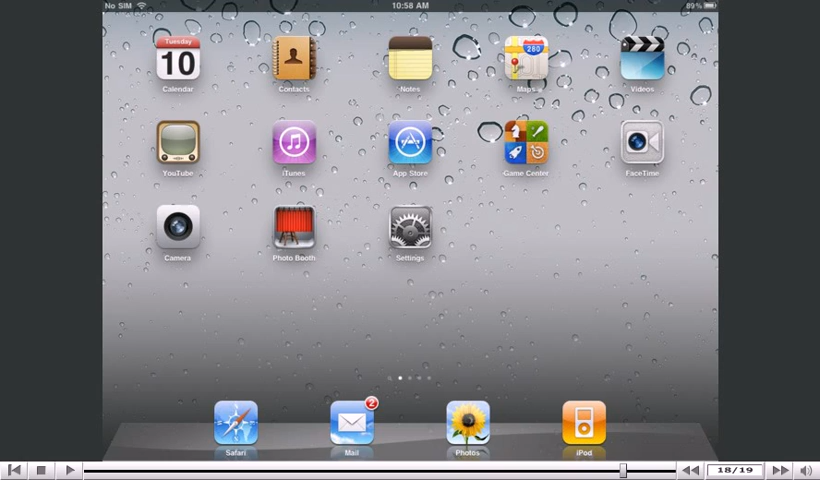 No SIM 10:58 AM 89%
Tuesday
10
280
Calendar Contacts Notes Maps Videos
YouTube iTunes App Store Game Center FaceTime
Camera Photo Booth Settings
2
Safari Mail Photos iPod
18/19